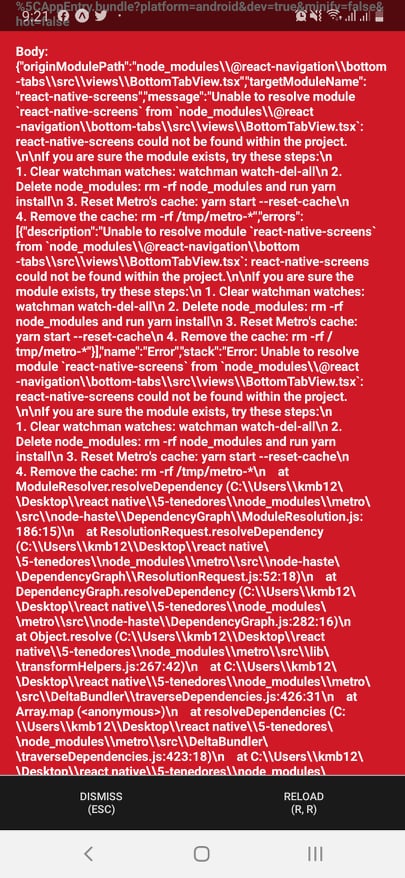 %5CAppEntry.bundle?platform=android&dev=true&minify=false&
hot=false
9:21
Body:
{"originModulePath":"node_modules\\@react-navigation\\bottom
-tabs\\src\\views\\BottomTabView.tsx","targetModuleName":
"react-native-screens","message":"Unable to resolve module
`react-native-screens` from `node_modules\\@react
-navigation\\bottom-tabs\\src\\views\\BottomTabView.tsx`:
react-native-screens could not be found within the project.
\n\nIf you are sure the module exists, try these steps:\n
1. Clear watchman watches: watchman watch-del-all\n 2.
Delete node_modules: rm -rf node_modules and run yarn
install\n 3. Reset Metro's cache: yarn start --reset-cache\n
4. Remove the cache: rm -rf /tmp/metro-*","errors":
[{"description":"Unable to resolve module `react-native-screens`
from `node_modules\\@react-navigation\\bottom
-tabs\\src\\views\\BottomTabView.tsx`: react-native-screens
could not be found within the project.\n\nIf you are sure the
module exists, try these steps:\n 1. Clear watchman watches:
watchman watch-del-all\n 2. Delete node_modules: rm -rf
node_modules and run yarn install\n 3. Reset Metro's cache:
yarn start --reset-cache\n 4. Remove the cache: rm -rf /
tmp/metro-*"}],"name":"Error","stack":"Error: Unable to resolve
module `react-native-screens` from `node_modules\\@react
-navigation\\bottom-tabs\\src\\views\\BottomTabView.tsx`:
react-native-screens could not be found within the project.
\n\nIf you are sure the module exists, try these steps:\n
1. Clear watchman watches: watchman watch-del-all\n 2.
Delete node_modules: rm -rf node_modules and run yarn
install\n 3. Reset Metro's cache: yarn start --reset-cache\n
4. Remove the cache: rm -rf /tmp/metro-*\n at
ModuleResolver.resolveDependency (C:\\Users\\kmb12\
\Desktop\\react native\\5-tenedores\\node_modules\\metro\
\src\\node-haste\\DependencyGraph\\ModuleResolution.js:
186:15)\n at ResolutionRequest.resolveDependency
(C:\\Users\\kmb12\\Desktop\\react native\
\5-tenedores\\node_modules\\metro\\src\\node-haste\
\DependencyGraph\\ResolutionRequest.js:52:18)\n at
DependencyGraph.resolveDependency (C:\\Users\\kmb12\
\Desktop\\react native\\5-tenedores\\node_modules\
\metro\\src\\node-haste\\DependencyGraph.js:282:16)\n
at Object.resolve (C:\\Users\\kmb12\\Desktop\\react
native\\5-tenedores\\node_modules\\metro\\src\\lib\
\transformHelpers.js:267:42)\n at C:\\Users\\kmb12\
\Desktop\\react native\\5-tenedores\\node_modules\\metro\
\src\\DeltaBundler\\traverseDependencies.js:426:31\n at
Array.map (<anonymous>)\n at resolveDependencies (C:
\\Users\\kmb12\\Desktop\\react native\\5-tenedores\
\node_modules\\metro\\src\\DeltaBundler\
\traverseDependencies.js:423:18)\n at C:\\Users\\kmb12\
\Desktop\\react native\\5-tenedores\\node_modules\
DISMISS
(ESC)
RELOAD
(R, R)